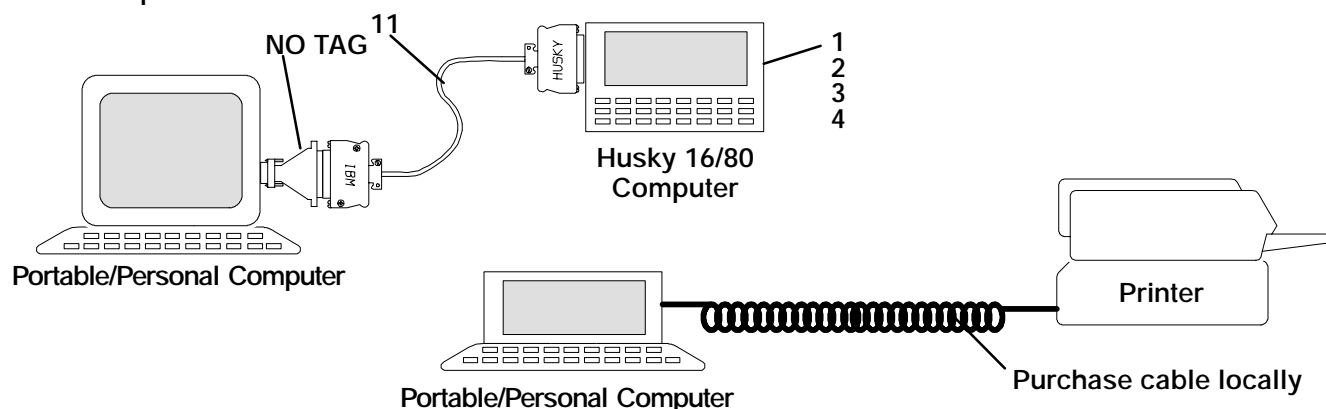 NO TAG
11
HUSKY
1
2
3
4
IBM
Husky 16/80
Computer
Portable/Personal Computer
Printer
Purchase cable locally
Portable/Personal Computer